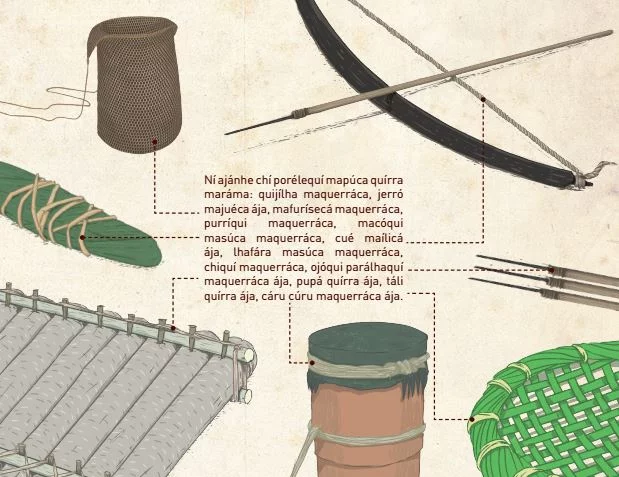 Ní ajánhe chí porélequí mapúca quírra
maráma: quijílha maquerráca, jerró
majuéca ája, mafurísecá maquerráca,
purríqui maquerráca, macóqui
masúca maquerráca, cué maílicá
ája, lhafára masúca maquerráca,
chiquí maquerráca, ojóqui parálhaquí
maquerráca ája, pupá quírra ája, táli
quírra ája, cáru cúru maquerráca ája.